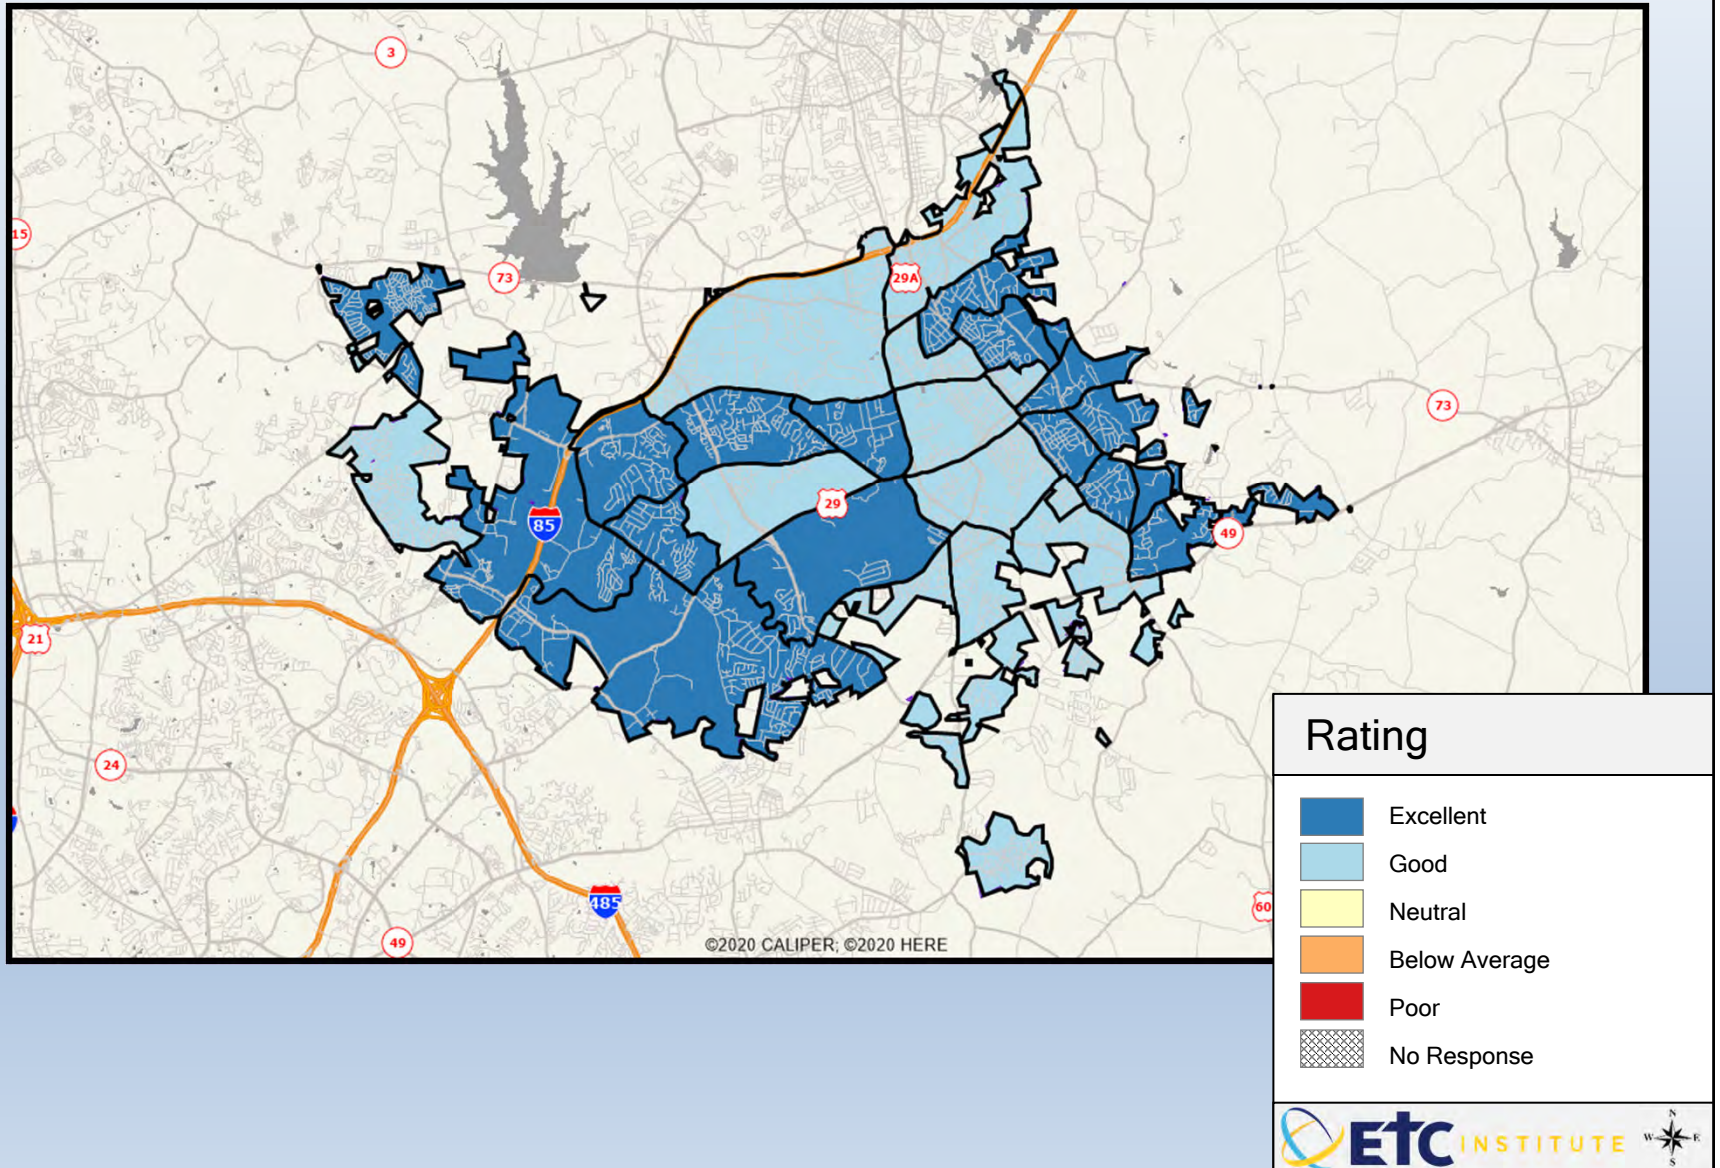 3
15
73
29A
73
29
85
49
21
24
485
60
49
©2020 CALIPER; ©2020 HERE
Rating
Excellent
Good
Neutral
Below Average
Poor
No Response
ETC INSTITUTE
N
W E
S